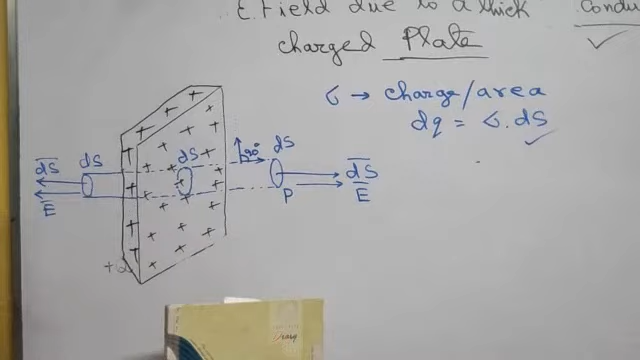 E Field due to a thick Condu
charged Plate
σ → charge/area
dq = σ.dS
90°
dS dS dS dS
dS
E
P
E
+Q